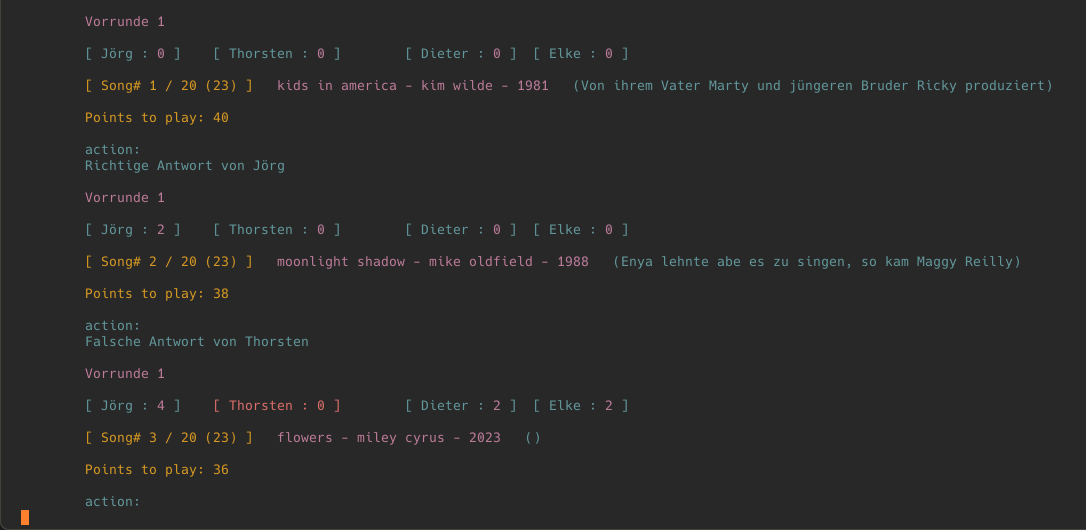 Vorrunde 1
[ Jörg : 0 ] [ Thorsten : 0 ] [ Dieter : 0 ] [ Elke : 0 ]
[ Song# 1 / 20 (23) ] kids in america - kim wilde - 1981 (Von ihrem Vater Marty und jüngeren Bruder Ricky produziert)
Points to play: 40
action:
Richtige Antwort von Jörg
Vorrunde 1
[ Jörg : 2 ] [ Thorsten : 0 ] [ Dieter : 0 ] [ Elke : 0 ]
[ Song# 2 / 20 (23) ] moonlight shadow - mike oldfield - 1988 (Enya lehnte abe es zu singen, so kam Maggy Reilly)
Points to play: 38
action:
Falsche Antwort von Thorsten
Vorrunde 1
[ Jörg : 4 ] [ Thorsten : 0 ] [ Dieter : 2 ] [ Elke : 2 ]
[ Song# 3 / 20 (23) ] flowers - miley cyrus - 2023 ()
Points to play: 36
action: